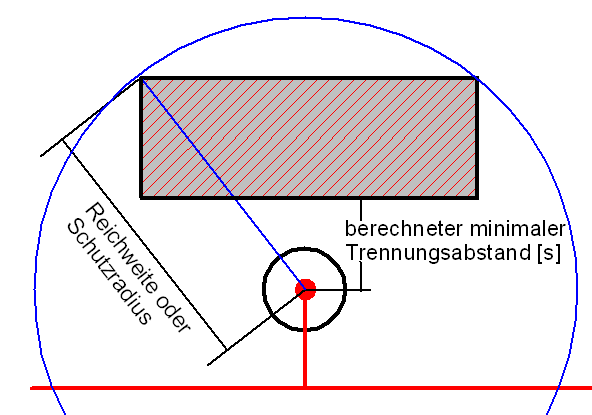 Reichweite oder
Schutzradius
berechneter minimaler
Trennungsabstand [s]